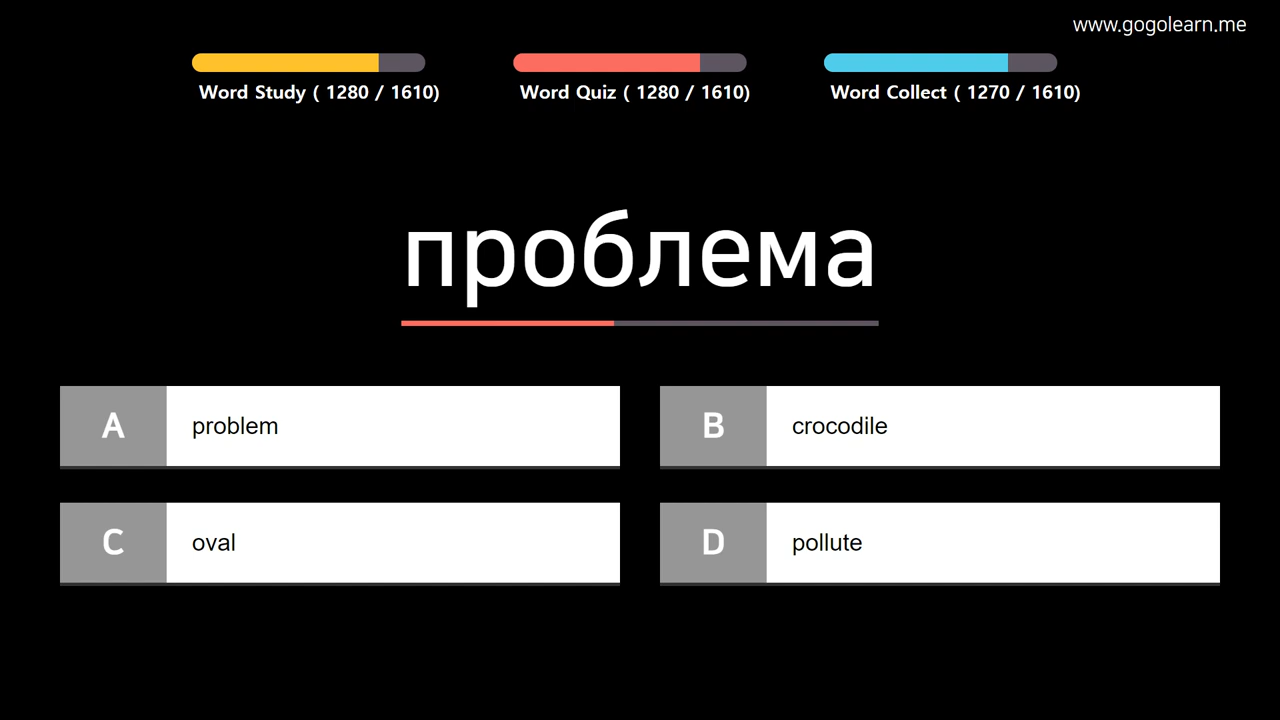 www.gogolearn.me
Word Study ( 1280 / 1610)
Word Quiz ( 1280 / 1610)
Word Collect ( 1270 / 1610)
проблема
A problem
B crocodile
C oval
D pollute